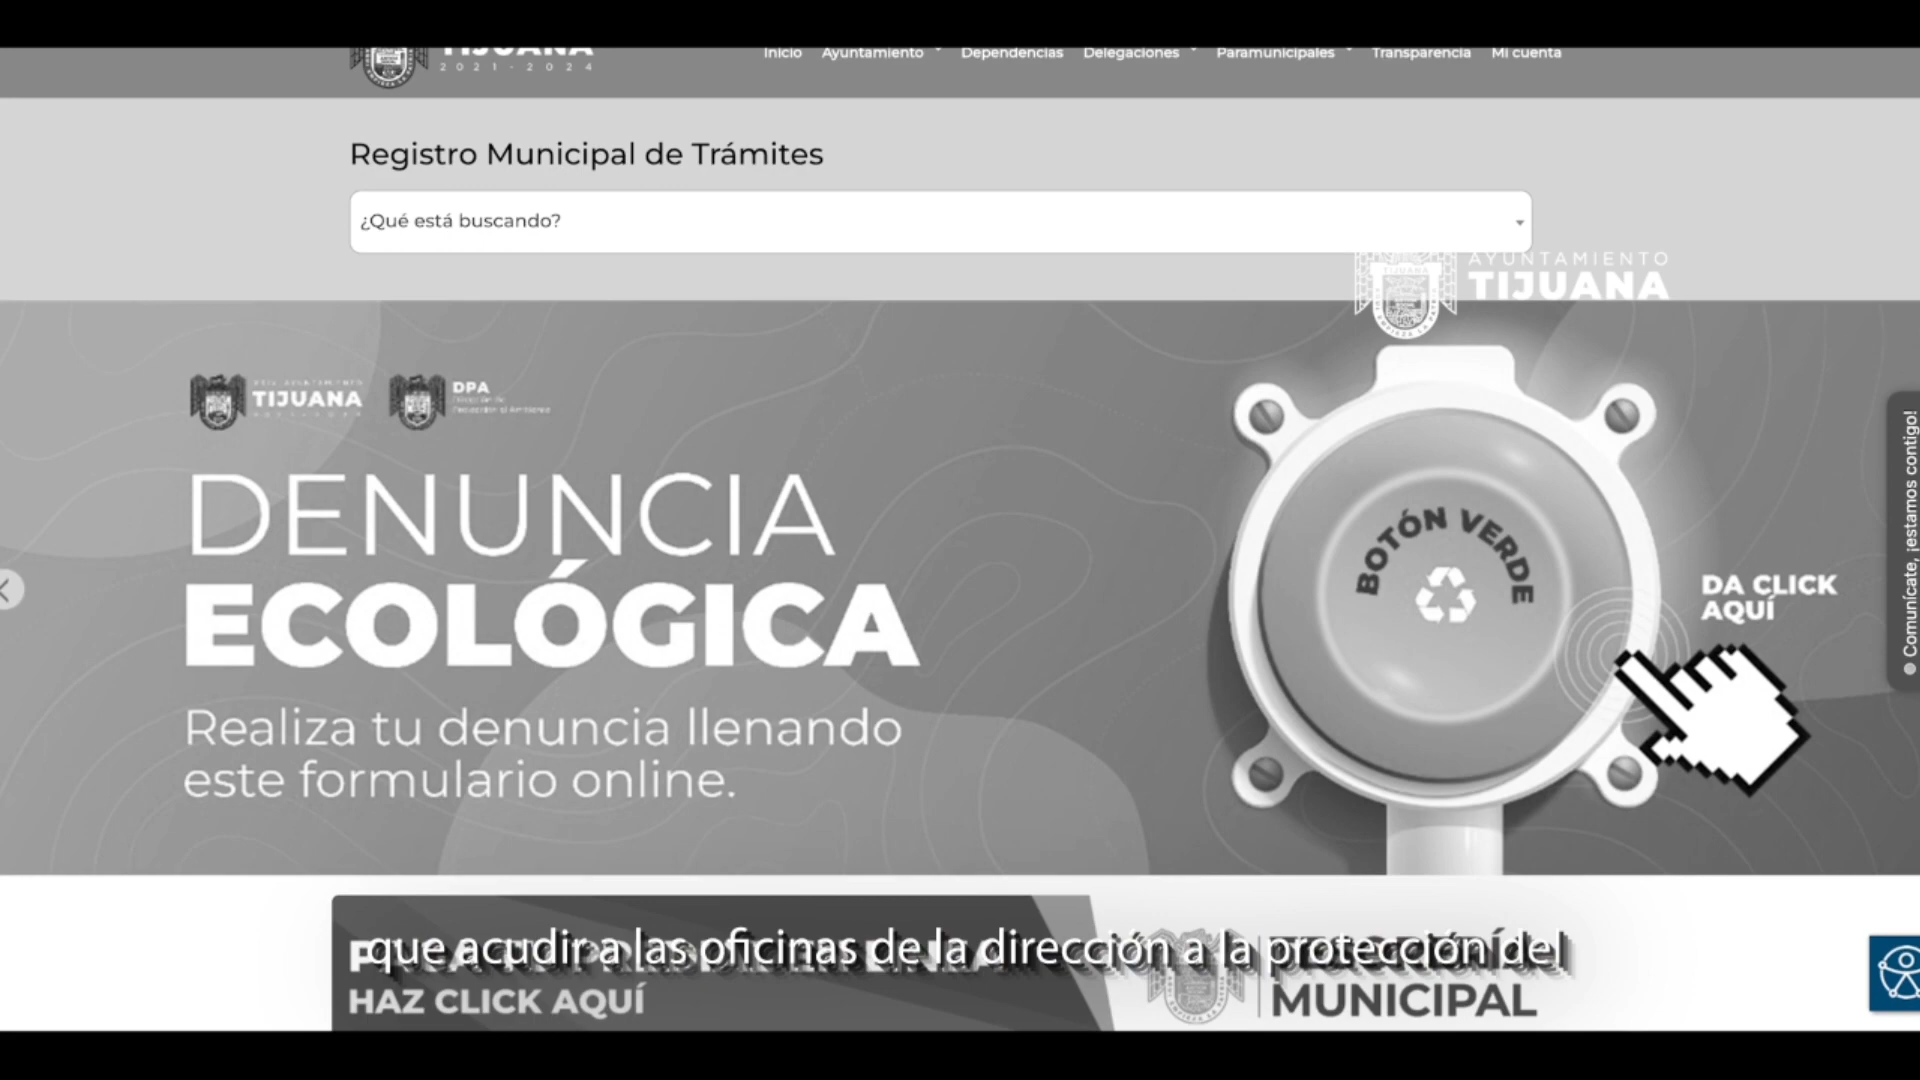 TIJUANA
2021-2024
Inicio Ayuntamiento Dependencias Delegaciones Paramunicipales Transparencia Mi cuenta
Registro Municipal de Trámites
¿Qué está buscando?
AYUNTAMIENTO
TIJUANA
TIJUANA
DPA
DENUNCIA
ECOLÓGICA
Realiza tu denuncia llenando
este formulario online.
BOTÓN VERDE
DA CLICK
AQUÍ
Comunícate, ¡estamos contigo!
que acudir a las oficinas de la dirección a la protección del
HAZ CLICK AQUÍ
MUNICIPAL